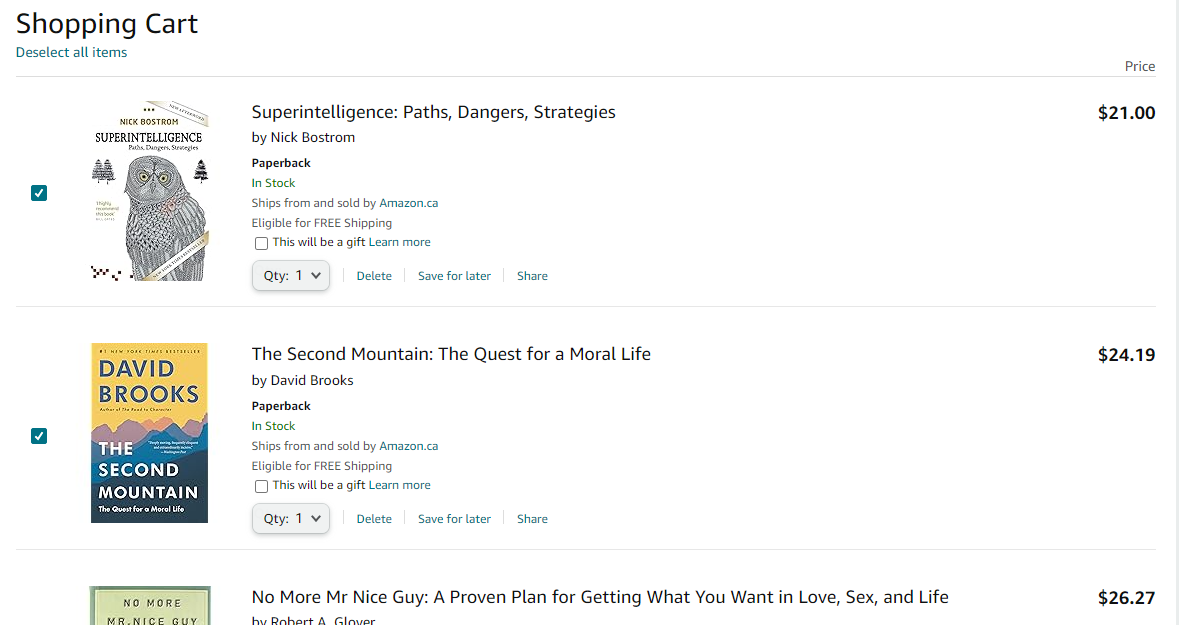 Shopping Cart
Deselect all items
Price
NEW AFTERWORD
NICK BOSTROM
SUPERINTELLIGENCE
Paths, Dangers, Strategies
'I highly
recommend
this book'
BILL GATES
NEW YORK TIMES BESTSELLER
Superintelligence: Paths, Dangers, Strategies
$21.00
by Nick Bostrom
Paperback
In Stock
Ships from and sold by Amazon.ca
Eligible for FREE Shipping
This will be a gift Learn more
Qty: 1
Delete
Save for later
Share
#1 NEW YORK TIMES BESTSELLER
DAVID
BROOKS
Author of The Road to Character
THE
SECOND
MOUNTAIN
The Quest for a Moral Life
The Second Mountain: The Quest for a Moral Life
$24.19
by David Brooks
Paperback
In Stock
Ships from and sold by Amazon.ca
Eligible for FREE Shipping
This will be a gift Learn more
Qty: 1
Delete
Save for later
Share
NO MORE
MR. NICE GUY
No More Mr Nice Guy: A Proven Plan for Getting What You Want in Love, Sex, and Life
$26.27
by Robert A. Glover